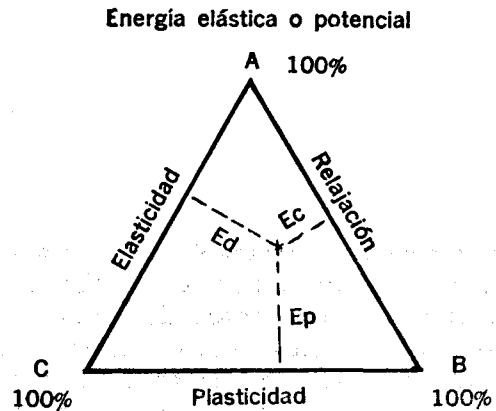 Energía elástica o potencial
A 100%
Elasticidad
Relajación
Ed
Ec
Ep
C
B
100%
Plasticidad
100%